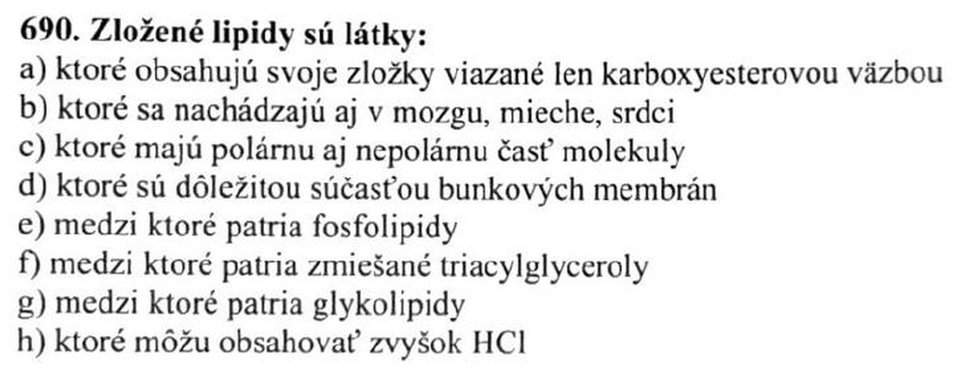 690. Zložené lipidy sú látky:
a) ktoré obsahujú svoje zložky viazané len karboxyesterovou väzbou
b) ktoré sa nachádzajú aj v mozgu, mieche, srdci
c) ktoré majú polárnu aj nepolárnu časť molekuly
d) ktoré sú dôležitou súčasťou bunkových membrán
e) medzi ktoré patria fosfolipidy
f) medzi ktoré patria zmiešané triacylglyceroly
g) medzi ktoré patria glykolipidy
h) ktoré môžu obsahovať zvyšok HCl